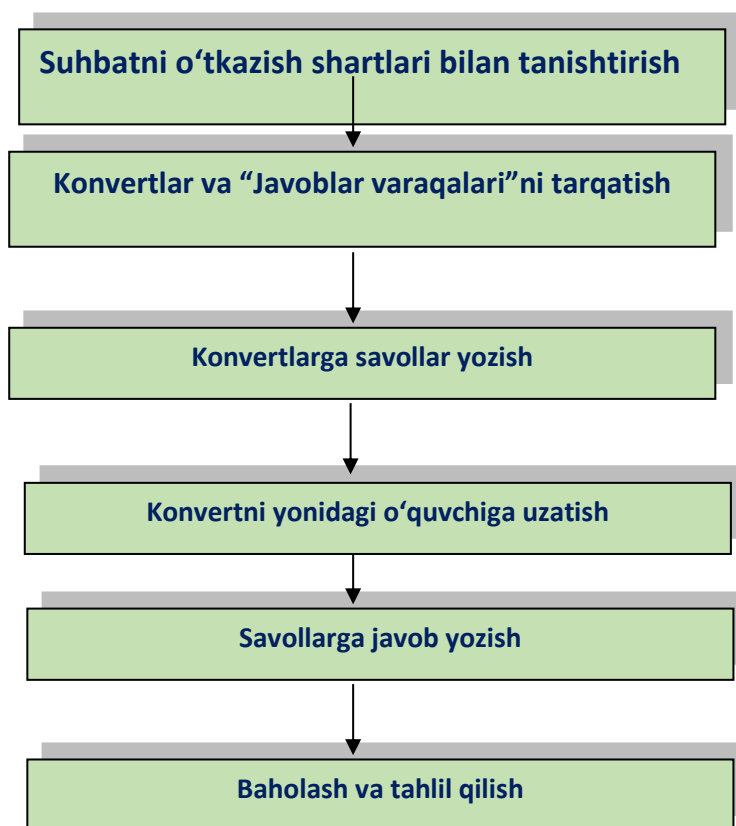 Suhbatni o‘tkazish shartlari bilan tanishtirish
Konvertlar va “Javoblar varaqalari”ni tarqatish
Konvertlarga savollar yozish
Konvertni yonidagi o‘quvchiga uzatish
Savollarga javob yozish
Baholash va tahlil qilish